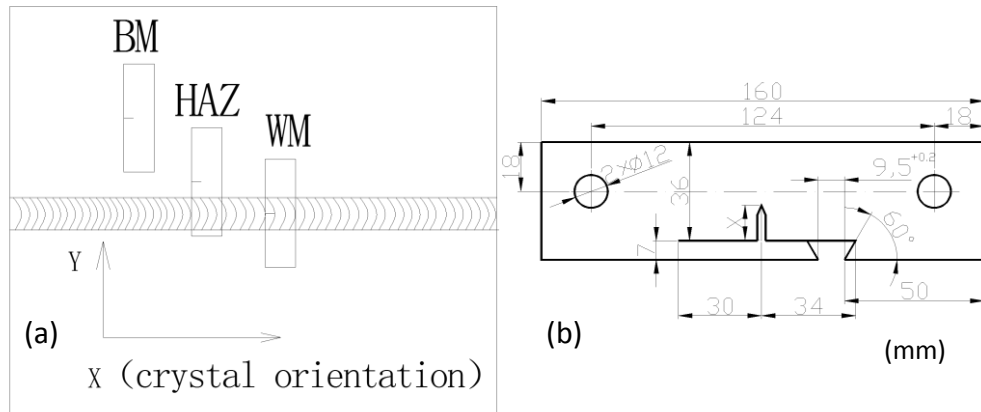 BM
HAZ
WM
Y
(a)
X (crystal orientation)
160
124
18
18
2×ϕ12
9,5+0.2
36
X
60°
7
30
34
50
(b)
(mm)